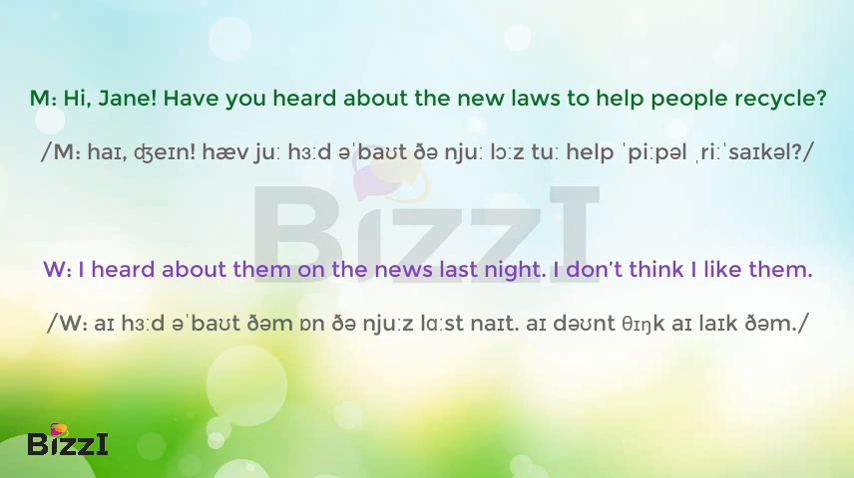 M: Hi, Jane! Have you heard about the new laws to help people recycle?
/M: haɪ, ʤeɪn! hæv juː hɜːd əˈbaʊt ðə njuː lɔːz tuː help ˈpiːpəl ˌriːˈsaɪkəl?/
BIZZI
W: I heard about them on the news last night. I don’t think I like them.
/W: aɪ hɜːd əˈbaʊt ðəm ɒn ðə njuːz lɑːst naɪt. aɪ dəʊnt θɪŋk aɪ laɪk ðəm./
BIZZI